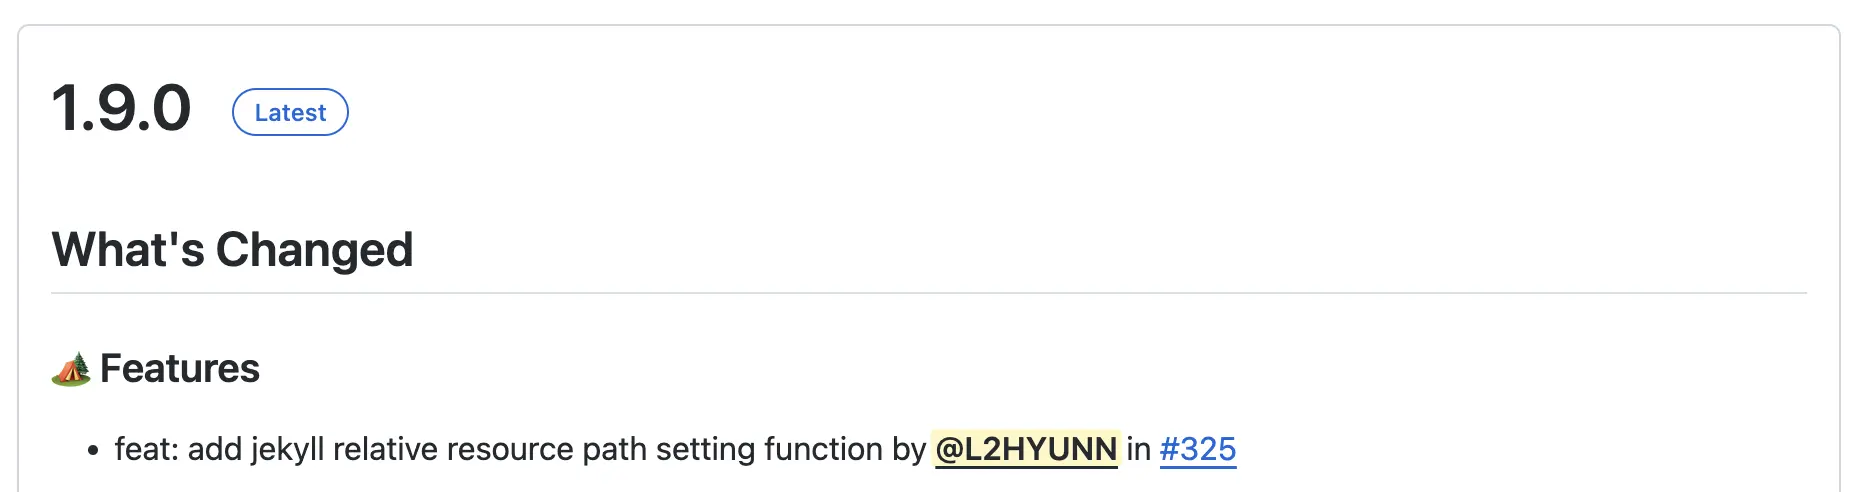 1.9.0 Latest
What's Changed
🏕 Features
• feat: add jekyll relative resource path setting function by @L2HYUNN in #325